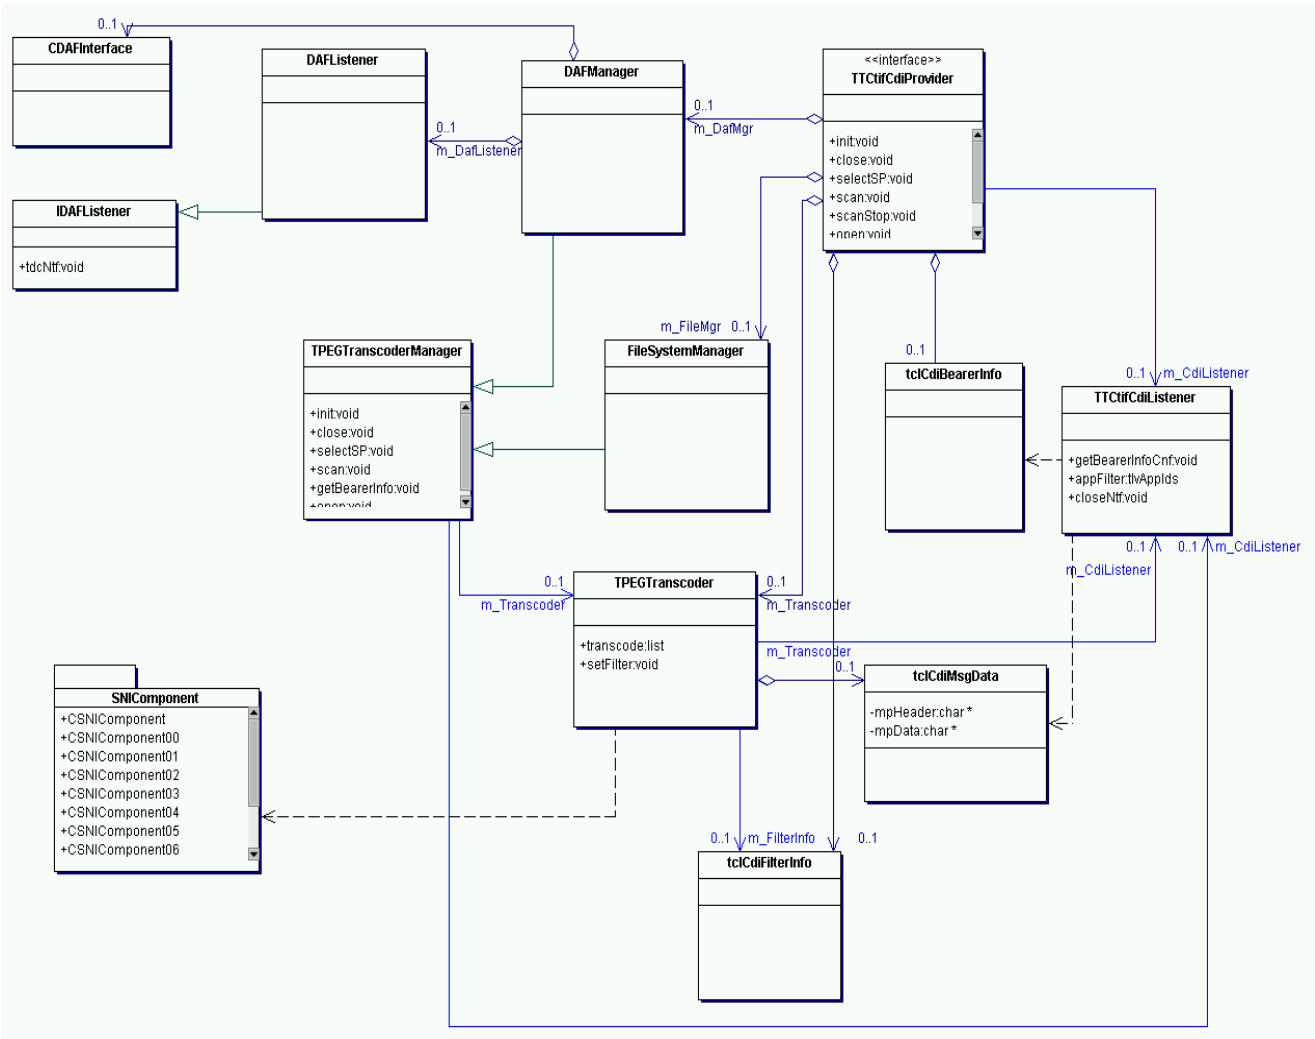 0..1
CDAFInterface
DAFListener
DAFManager
<<interface>>
TTCtifCdiProvider
0..1
m_DafMgr
0..1
m_DafListener
+init:void
+close:void
+selectSP:void
+scan:void
+scanStop:void
+open:void
IDAFListener
+tdcNtf:void
m_FileMgr 0..1
TPEGTranscoderManager
+init:void
+close:void
+selectSP:void
+scan:void
+getBearerInfo:void
+open:void
FileSystemManager
0..1
tclCdiBearerInfo
0..1 m_CdiListener
TTCtifCdiListener
+getBearerInfoCnf:void
+appFilter:tlvAppIds
+closeNtf:void
0..1
0..1 m_CdiListener
m_CdiListener
0..1
m_Transcoder
TPEGTranscoder
+transcode:list
+setFilter:void
0..1
m_Transcoder
m_Transcoder
0..1
tclCdiMsgData
-mpHeader:char *
-mpData:char *
SNIComponent
+CSNIComponent
+CSNIComponent00
+CSNIComponent01
+CSNIComponent02
+CSNIComponent03
+CSNIComponent04
+CSNIComponent05
+CSNIComponent06
0..1 m_FilterInfo
0..1
tclCdiFilterInfo